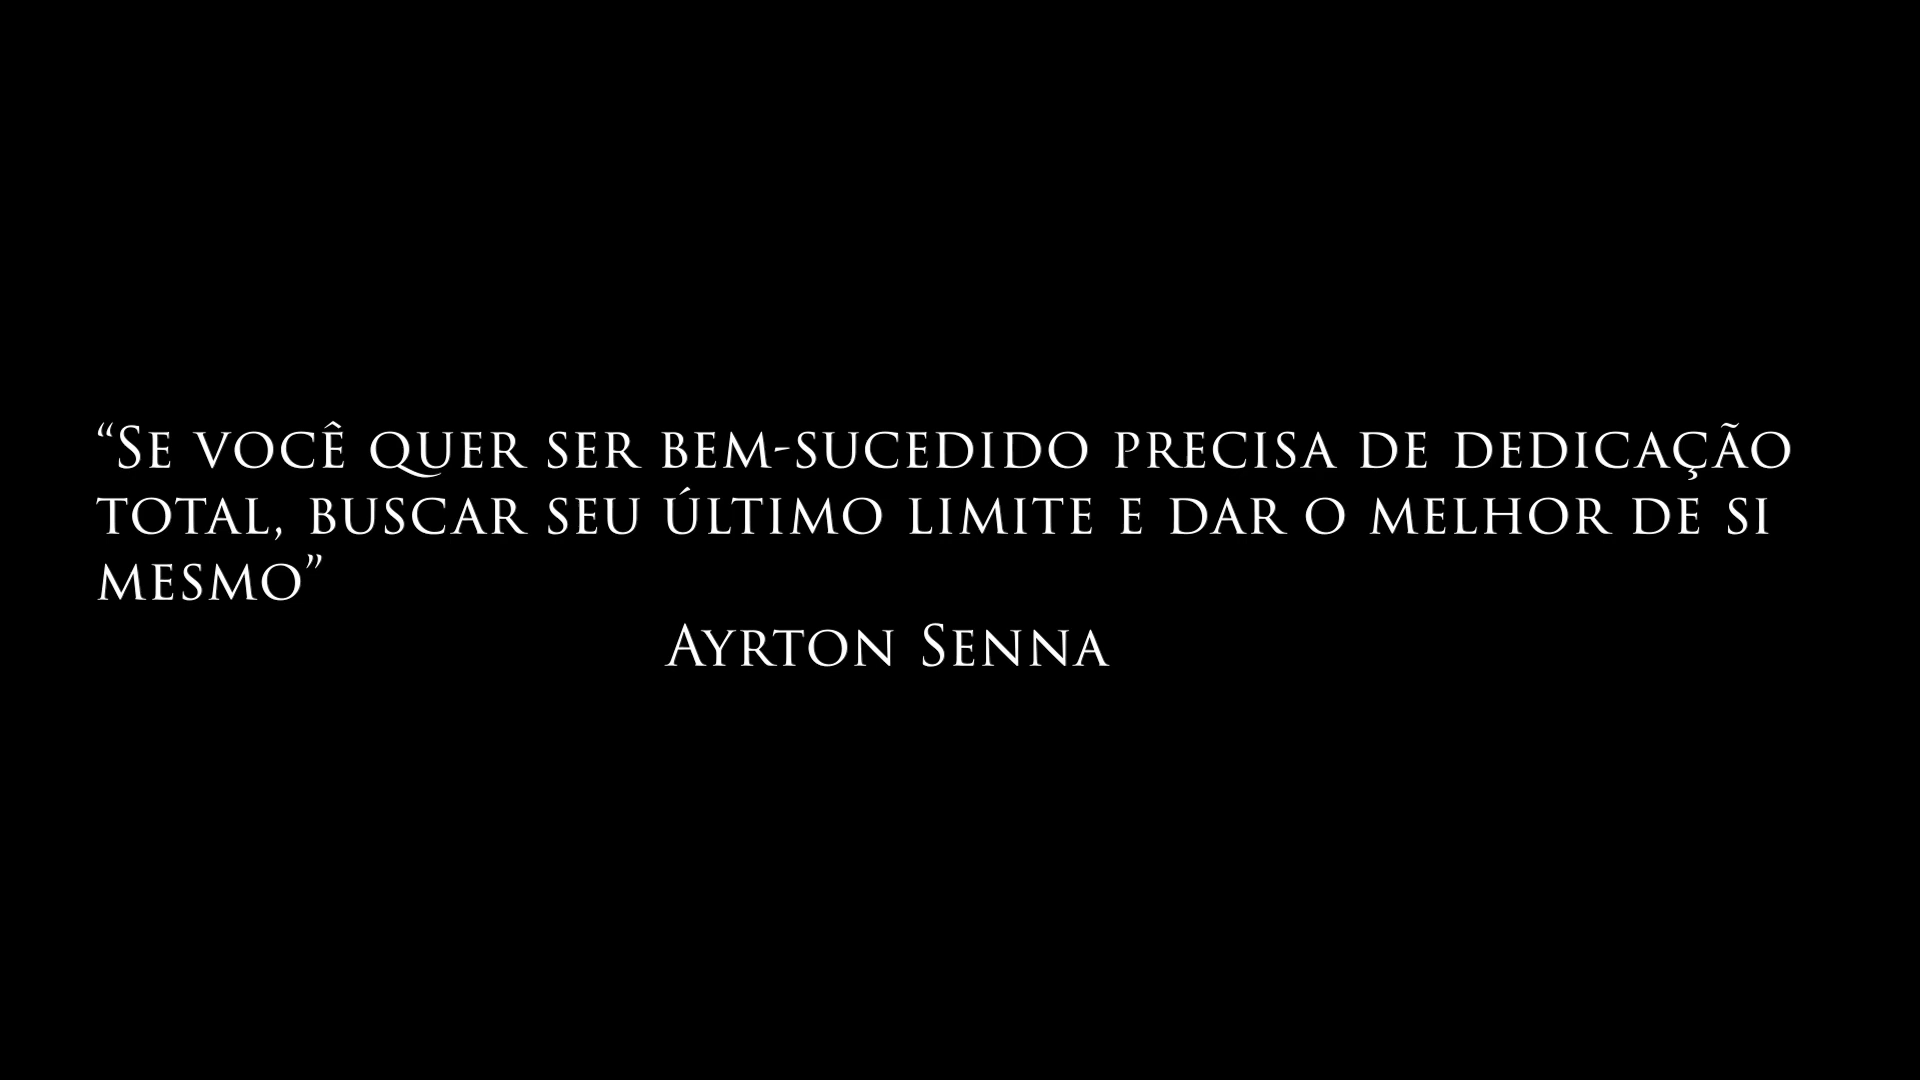 “Se você quer ser bem-sucedido precisa de dedicação
total, buscar seu último limite e dar o melhor de si
mesmo”
Ayrton Senna